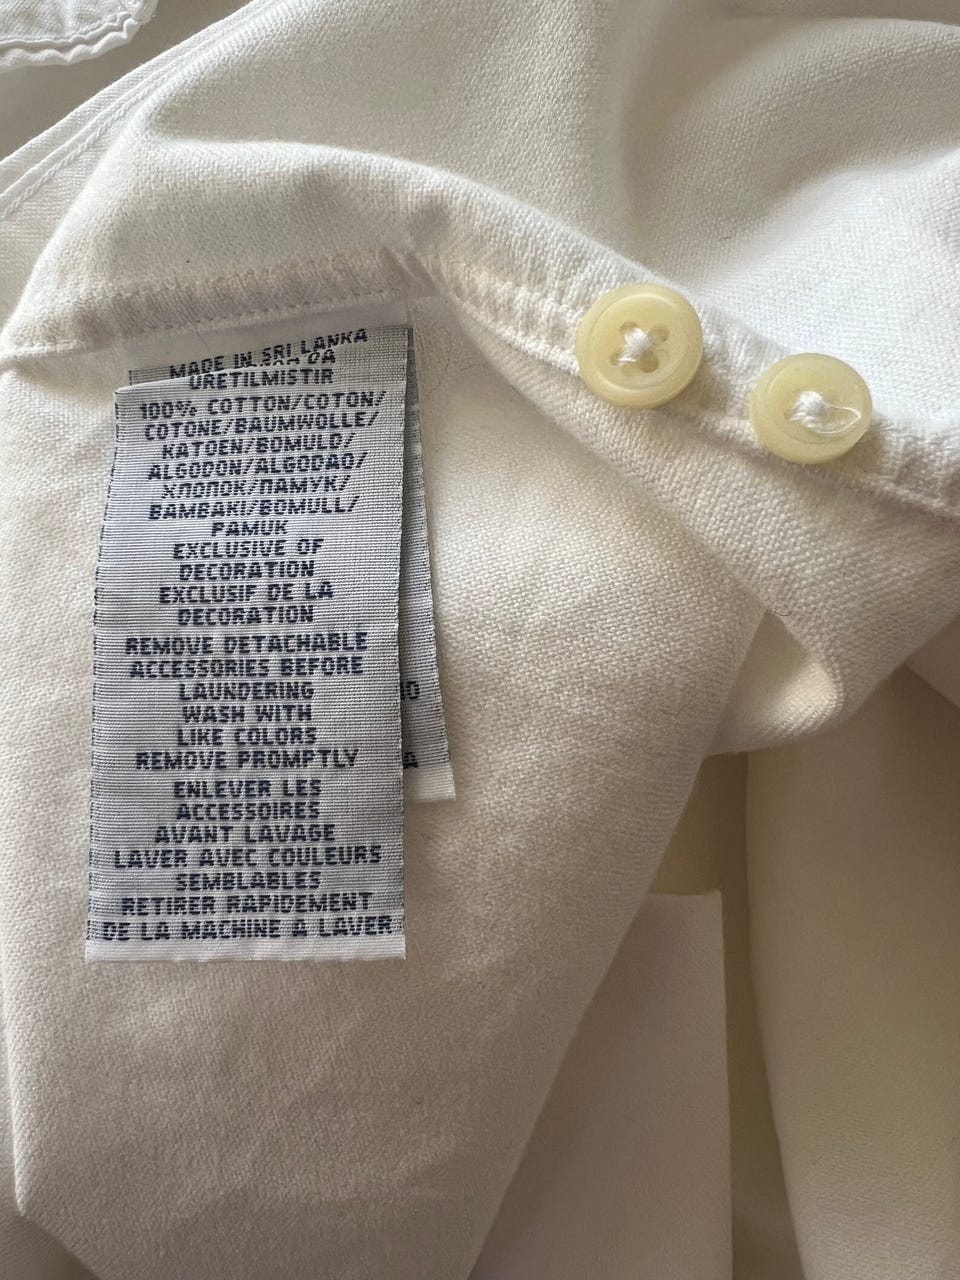 MADE IN SRI LANKA
URETILMISTIR
100% COTTON/COTON/
COTONE/BAUMWOLLE/
KATOEN/BOMULD/
ALGODON/ALGODAO/
ХЛОПОК/ПАМУК/
BAMBAKI/BOMULL/
PAMUK
EXCLUSIVE OF
DECORATION
EXCLUSIF DE LA
DECORATION
REMOVE DETACHABLE
ACCESSORIES BEFORE
LAUNDERING
WASH WITH
LIKE COLORS
REMOVE PROMPTLY
ENLEVER LES
ACCESSOIRES
AVANT LAVAGE
LAVER AVEC COULEURS
SEMBLABLES
RETIRER RAPIDEMENT
DE LA MACHINE A LAVER